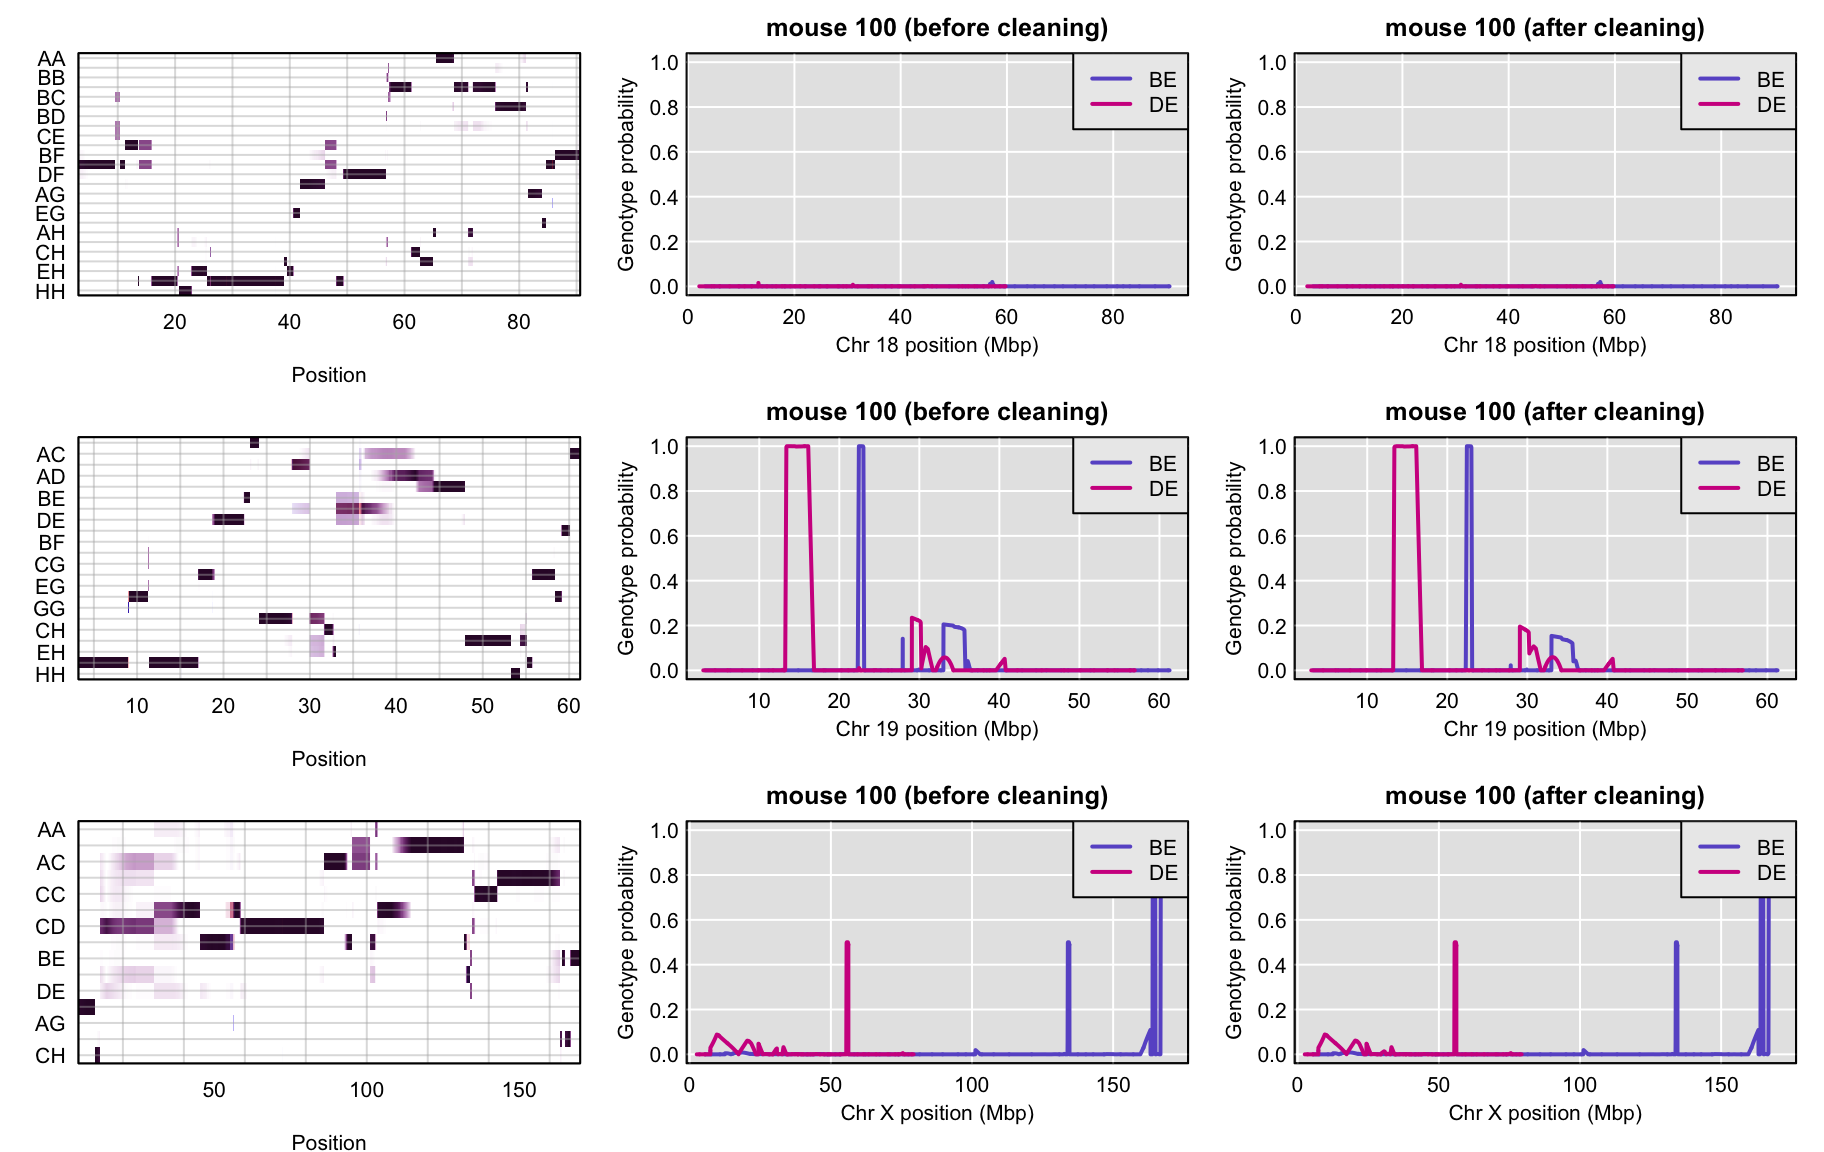 mouse 100 (before cleaning)
mouse 100 (after cleaning)
AA
BB
BC
BD
CE
BF
DF
AG
EG
AH
CH
EH
HH
20 40 60 80
Position
Genotype probability
1.0
0.8
0.6
0.4
0.2
0.0
BE
DE
0 20 40 60 80
Chr 18 position (Mbp)
Genotype probability
1.0
0.8
0.6
0.4
0.2
0.0
BE
DE
0 20 40 60 80
Chr 18 position (Mbp)
mouse 100 (before cleaning)
mouse 100 (after cleaning)
AC
AD
BE
DE
BF
CG
EG
GG
CH
EH
HH
10 20 30 40 50 60
Position
Genotype probability
1.0
0.8
0.6
0.4
0.2
0.0
BE
DE
10 20 30 40 50 60
Chr 19 position (Mbp)
Genotype probability
1.0
0.8
0.6
0.4
0.2
0.0
BE
DE
10 20 30 40 50 60
Chr 19 position (Mbp)
mouse 100 (before cleaning)
mouse 100 (after cleaning)
AA
AC
CC
CD
BE
DE
AG
CH
50 100 150
Position
Genotype probability
1.0
0.8
0.6
0.4
0.2
0.0
BE
DE
0 50 100 150
Chr X position (Mbp)
Genotype probability
1.0
0.8
0.6
0.4
0.2
0.0
BE
DE
0 50 100 150
Chr X position (Mbp)